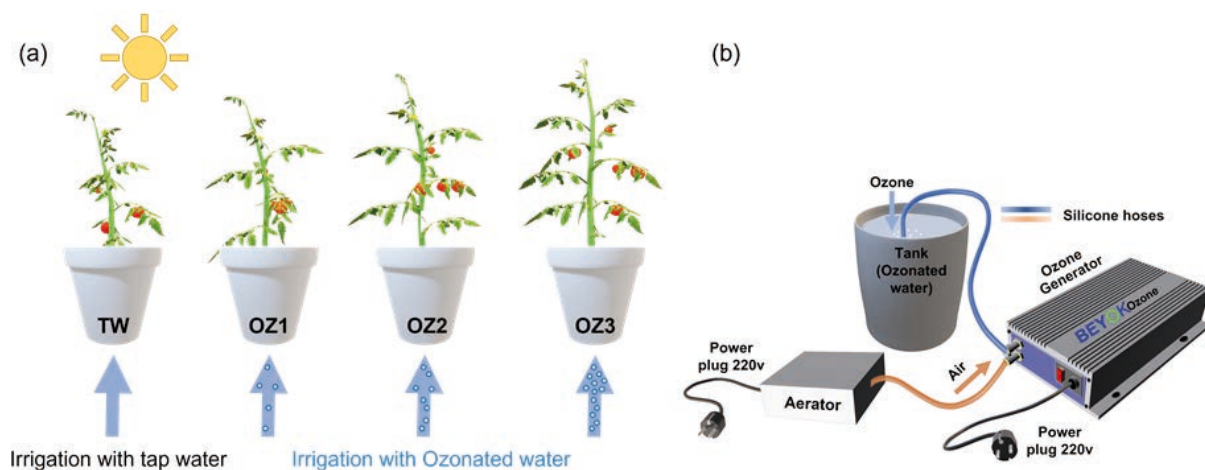 (a)
TW
OZ1
OZ2
OZ3
Irrigation with tap water
Irrigation with Ozonated water
(b)
Ozone
Silicone hoses
Tank
(Ozonated
water)
Ozone
Generator
BEYOKOzone
Power
plug 220v
Air
Aerator
Power
plug 220v